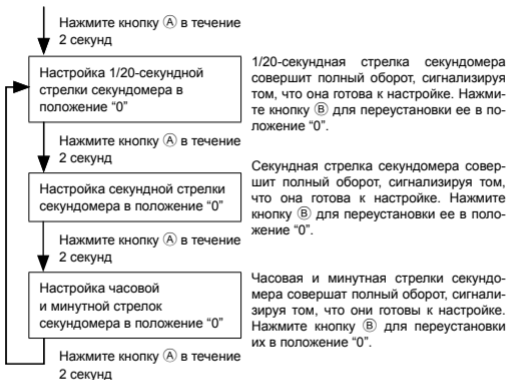 Нажмите кнопку Ⓐ в течение
2 секунд
Настройка 1/20-секундной
стрелки секундомера в
положение “0”
1/20-секундная стрелка секундомера
совершит полный оборот, сигнализируя
том, что она готова к настройке. Нажми-
те кнопку Ⓑ для переустановки ее в по-
ложение “0”.
Нажмите кнопку Ⓐ в течение
2 секунд
Настройка секундной стрелки
секундомера в положение “0”
Секундная стрелка секундомера совер-
шит полный оборот, сигнализируя том,
что она готова к настройке. Нажмите
кнопку Ⓑ для переустановки ее в поло-
жение “0”.
Нажмите кнопку Ⓐ в течение
2 секунд
Настройка часовой
и минутной стрелок
секундомера в положение “0”
Часовая и минутная стрелки секундо-
мера совершат полный оборот, сигнали-
зируя том, что они готовы к настройке.
Нажмите кнопку Ⓑ для переустановки
их в положение “0”.
Нажмите кнопку Ⓐ в течение
2 секунд